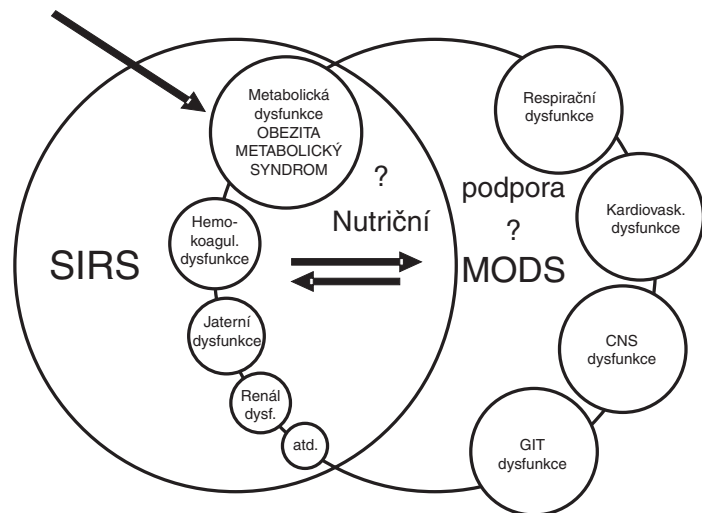 Metabolická
dysfunkce
OBEZITA
METABOLICKÝ
SYNDROM
Respirační
dysfunkce
?
podpora
Nutriční
?
Hemo-
koagul.
dysfunkce
SIRS
MODS
Kardiovask.
dysfunkce
Jaterní
dysfunkce
CNS
dysfunkce
Renál
dysf.
atd.
GIT
dysfunkce